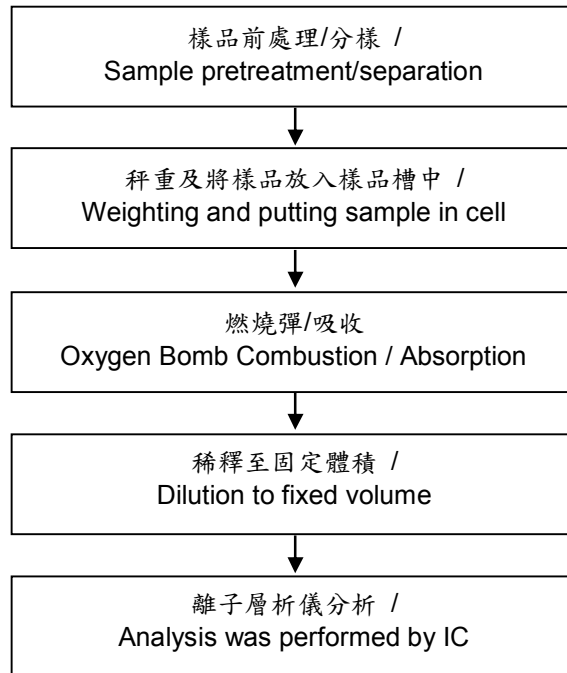 樣品前處理/分樣 /
Sample pretreatment/separation
秤重及將樣品放入樣品槽中 /
Weighting and putting sample in cell
燃燒彈/吸收
Oxygen Bomb Combustion / Absorption
稀釋至固定體積 /
Dilution to fixed volume
離子層析儀分析 /
Analysis was performed by IC